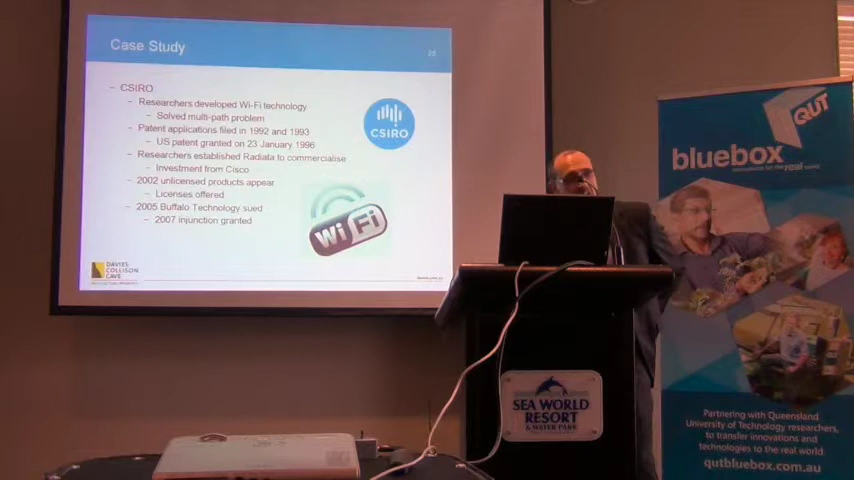 Case Study
- CSIRO
- Researchers developed Wi-Fi technology
- Solved multi-path problem
- Patent applications filed in 1992 and 1993
- US patent granted on 23 January 1996
- Researchers established Radiata to commercialise
- Investment from Cisco
- 2002 unlicensed products appear
- Licenses offered
- 2005 Buffalo Technology sued
- 2007 injunction granted
CSIRO
WiFi
DAVIES
COLLISON
CAVE
SEA WORLD
RESORT
& WATER PARK
QUT
bluebox
Partnering with Queensland
University of Technology researchers,
to transfer innovations and
technologies to the real world.
qutbluebox.com.au